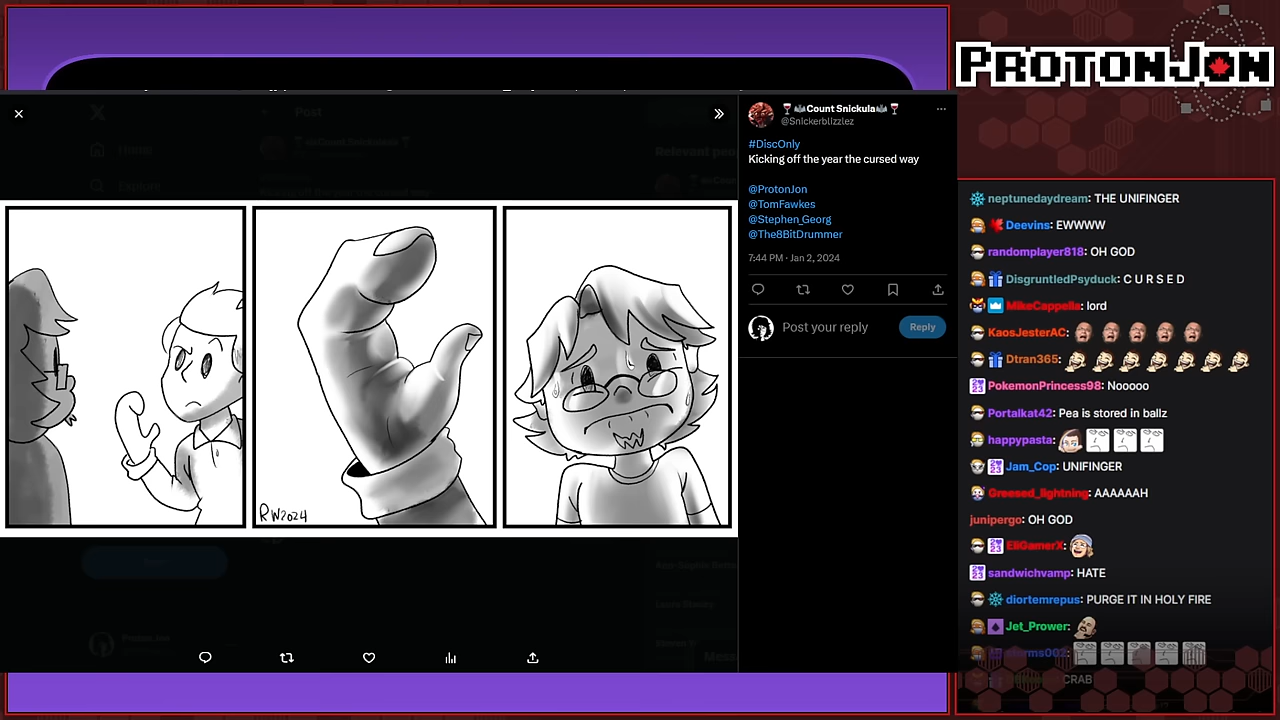 PROTONJON
Post
Home
Explore
Count Snickula
@Snickerblizzlez
#DiscOnly
Kicking off the year the cursed way
@ProtonJon
@TomFawkes
@Stephen_Georg
@The8BitDrummer
7:44 PM · Jan 2, 2024
Post your reply
Reply
RW2024
neptunedaydream: THE UNIFINGER
Deevins: EWWWW
randomplayer818: OH GOD
DisgruntledPsyduck: C U R S E D
MikeCappella: lord
KaosJesterAC:
Dtran365:
PokemonPrincess98: Nooooo
Portalkat42: Pea is stored in ballz
happypasta:
Jam_Cop: UNIFINGER
Greesed_lightning: AAAAAAH
junipergo: OH GOD
EliGamerX:
sandwichvamp: HATE
diortemrepus: PURGE IT IN HOLY FIRE
Jet_Prower:
CRAB